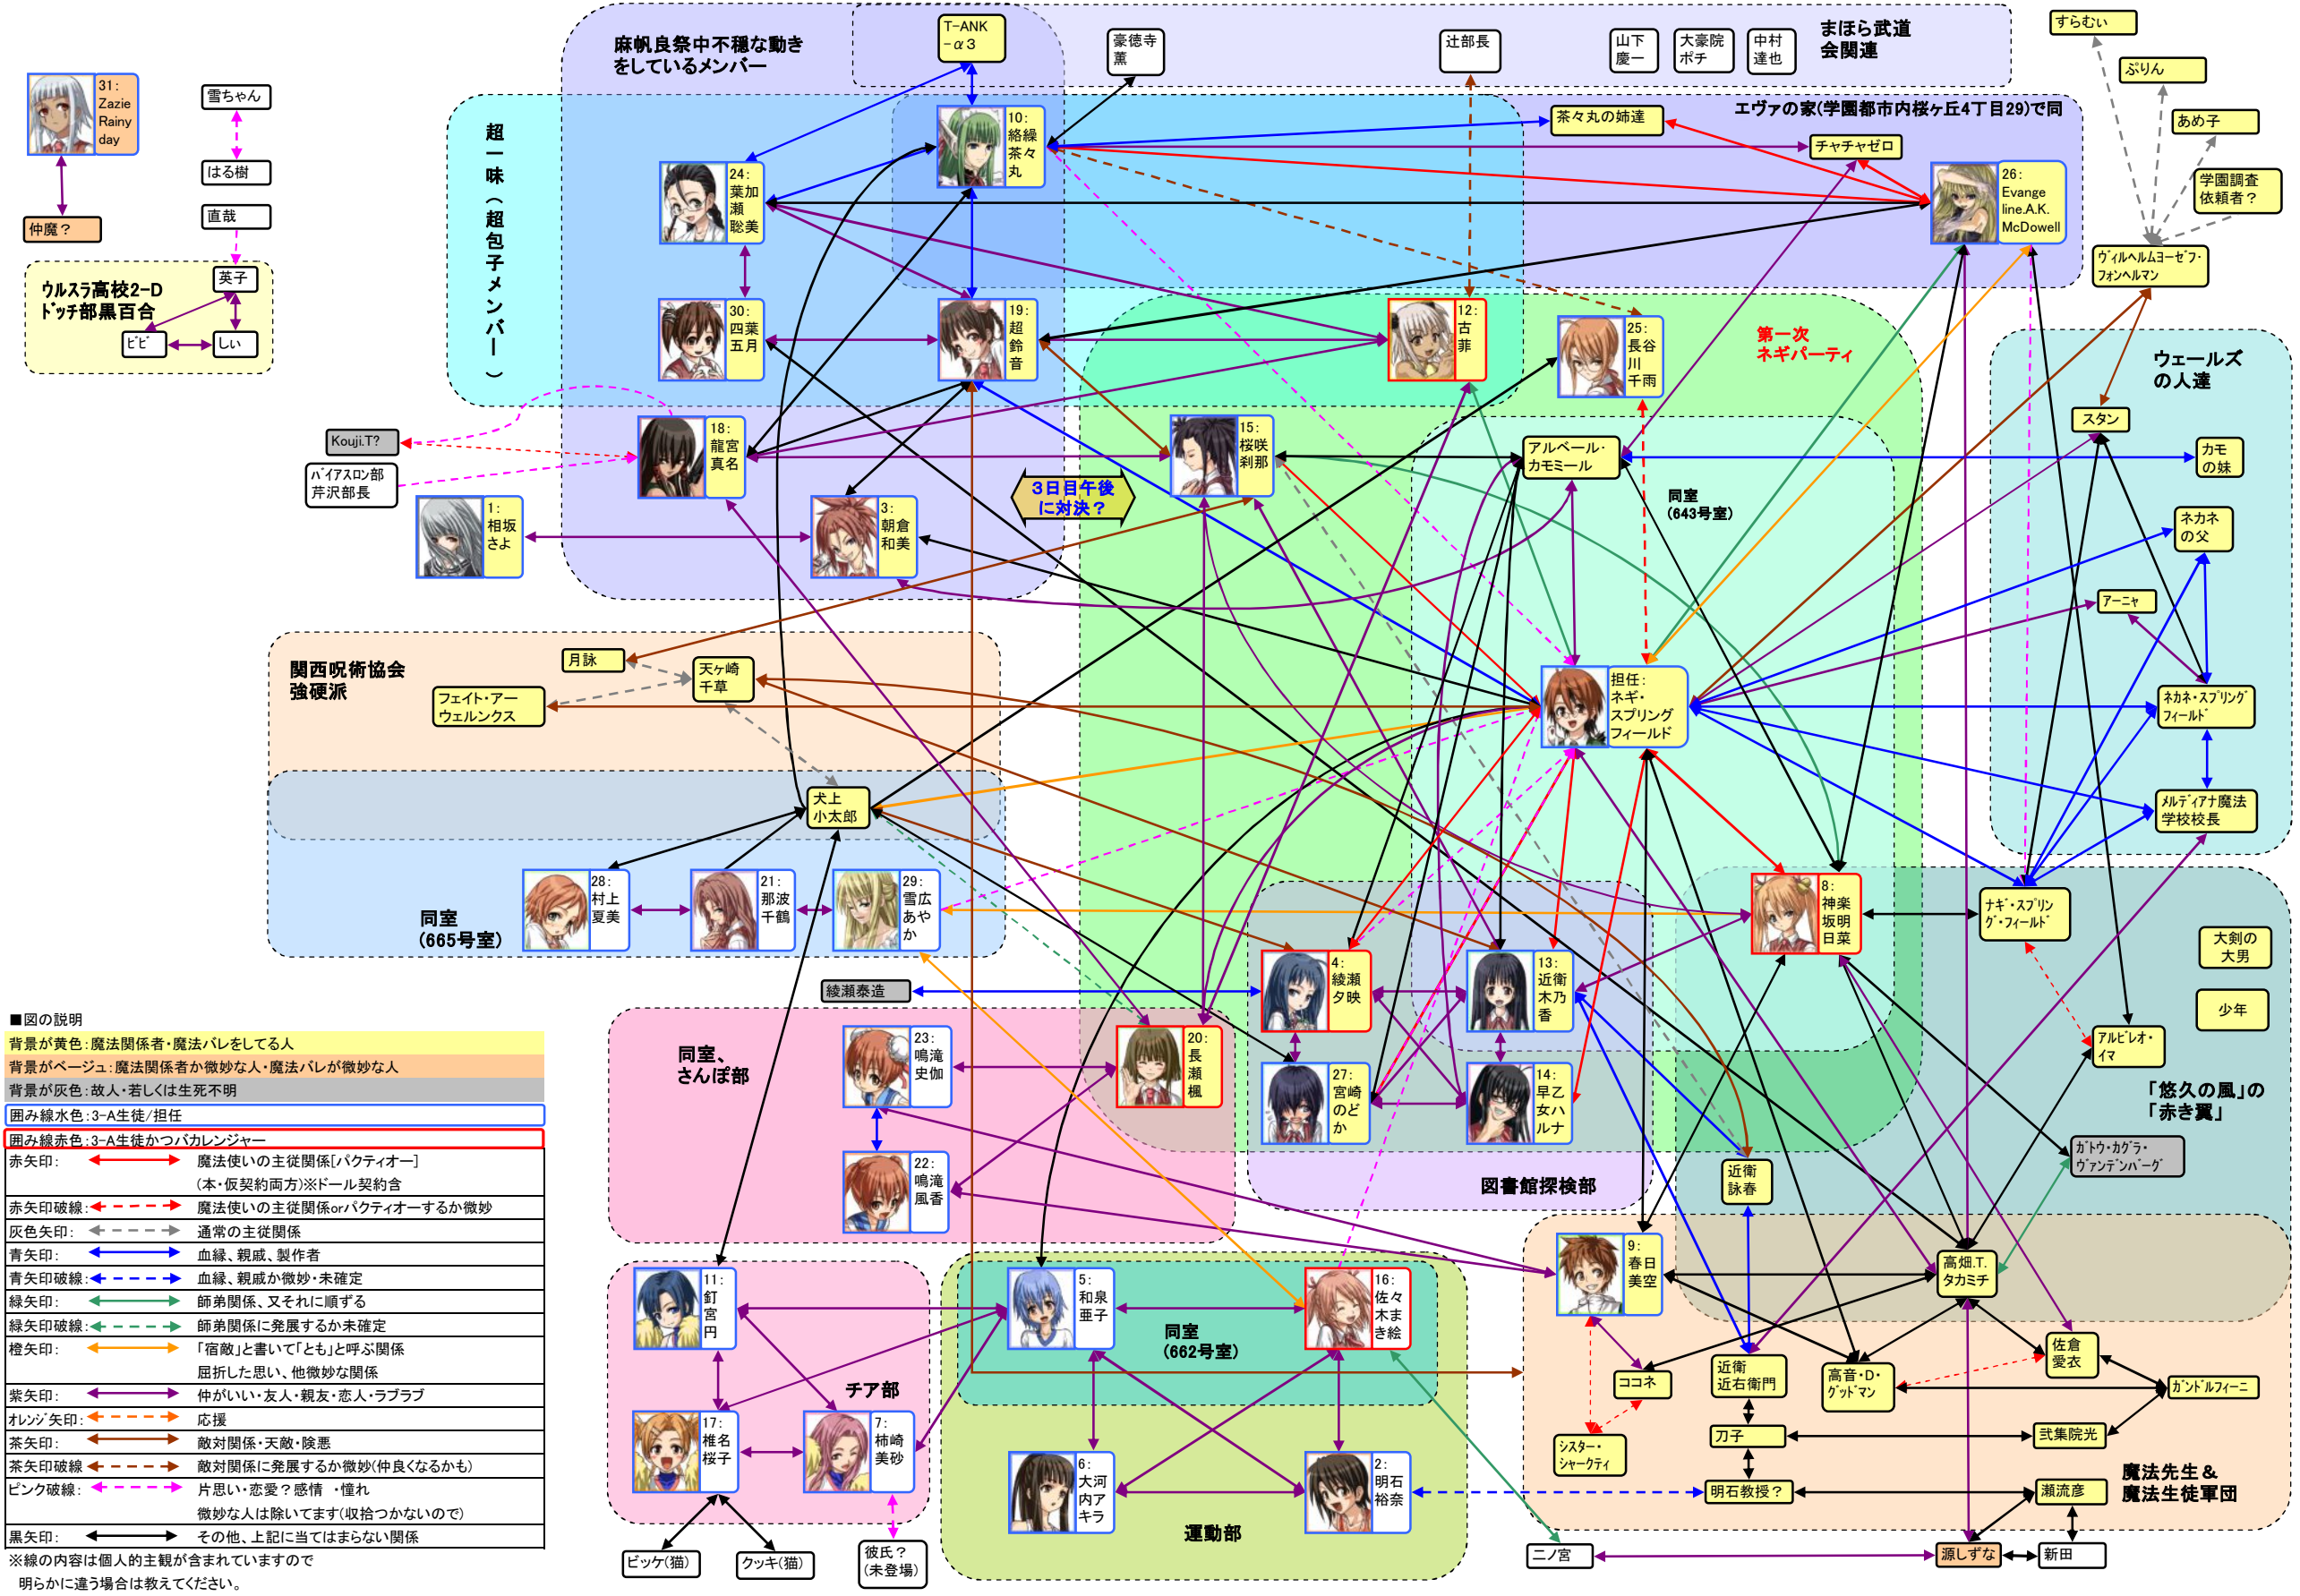 麻帆良祭中不穏な動き
をしているメンバー
T-ANK
-α3
豪徳寺
薫
辻部長
山下
慶一
大豪院
ポチ
中村
達也
まほら武道
会関連
すらむぃ
ぷりん
あめ子
学園調査
依頼者？
ヴィルヘルムヨーゼフ・
フォンヘルマン
31:
Zazie
Rainy
day
仲魔？
雪ちゃん
はる樹
直哉
英子
ウルスラ高校2-D
ドッチ部黒百合
ビビ
しい
超一味（超包子メンバー）
10:
絡繰
茶々
丸
茶々丸の姉達
チャチャゼロ
エヴァの家(学園都市内桜ヶ丘4丁目29)で同
26:
Evange
line.A.K.
McDowell
24:
葉加
瀬
聡美
30:
四葉
五月
19:
超
鈴
音
12:
古
菲
25:
長谷
川
千雨
第一次
ネギパーティ
ウェールズ
の人達
スタン
カモ
の妹
ネカネ
の父
アーニャ
ネカネ・スプリング
フィールド
メルディアナ魔法
学校校長
Kouji.T?
バイアスロン部
芹沢部長
18:
龍宮
真名
1:
相坂
さよ
3:
朝倉
和美
3日目午後
に対決？
15:
桜咲
刹那
アルベール・
カモミール
同室
(643号室)
担任:
ネギ・
スプリング
フィールド
関西呪術協会
強硬派
月詠
天ヶ崎
千草
フェイト・アー
ウェルンクス
犬上
小太郎
同室
(665号室)
28:
村上
夏美
21:
那波
千鶴
29:
雪広
あや
か
8:
神楽
坂明
日菜
ナギ・スプリン
グ・フィールド
大剣の
大男
少年
アルビレオ・
イマ
「悠久の風」の
「赤き翼」
ガトウ・カグラ・
ヴァンデンバーグ
綾瀬泰造
4:
綾瀬
夕映
13:
近衛
木乃
香
27:
宮崎
のど
か
14:
早乙
女ハ
ルナ
図書館探検部
近衛
詠春
同室、
さんぽ部
23:
鳴滝
史伽
22:
鳴滝
風香
20:
長
瀬
楓
9:
春日
美空
高畑.T.
タカミチ
佐倉
愛衣
ココネ
近衛
近右衛門
高音・D・
グッドマン
ガンドルフィーニ
シスター・
シャークティ
刀子
弐集院光
明石教授？
瀬流彦
魔法先生＆
魔法生徒軍団
二ノ宮
源しずな
新田
11:
釘
宮
円
チア部
17:
椎名
桜子
7:
柿崎
美砂
ビッケ(猫)
クッキ(猫)
彼氏？
(未登場)
5:
和泉
亜子
16:
佐々
木ま
き絵
同室
(662号室)
6:
大河
内ア
キラ
2:
明石
裕奈
運動部
■図の説明
背景が黄色：魔法関係者・魔法バレをしてる人
背景がベージュ：魔法関係者か微妙な人・魔法バレが微妙な人
背景が灰色：故人・若しくは生死不明
囲み線水色：3-A生徒/担任
囲み線赤色：3-A生徒かつバカレンジャー
赤矢印: 魔法使いの主従関係[パクティオー]
(本・仮契約両方)※ドール契約含
赤矢印破線: 魔法使いの主従関係orパクティオーするか微妙
灰色矢印: 通常の主従関係
青矢印: 血縁、親戚、製作者
青矢印破線: 血縁、親戚か微妙・未確定
緑矢印: 師弟関係、又それに順ずる
緑矢印破線: 師弟関係に発展するか未確定
橙矢印: 「宿敵」と書いて「とも」と呼ぶ関係
屈折した思い、他微妙な関係
紫矢印: 仲がいい・友人・親友・恋人・ラブラブ
オレンジ矢印: 応援
茶矢印: 敵対関係・天敵・険悪
茶矢印破線 敵対関係に発展するか微妙(仲良くなるかも)
ピンク破線: 片思い・恋愛？感情 ・憧れ
微妙な人は除いてます(収拾つかないので)
黒矢印: その他、上記に当てはまらない関係
※線の内容は個人的主観が含まれていますので
明らかに違う場合は教えてください。